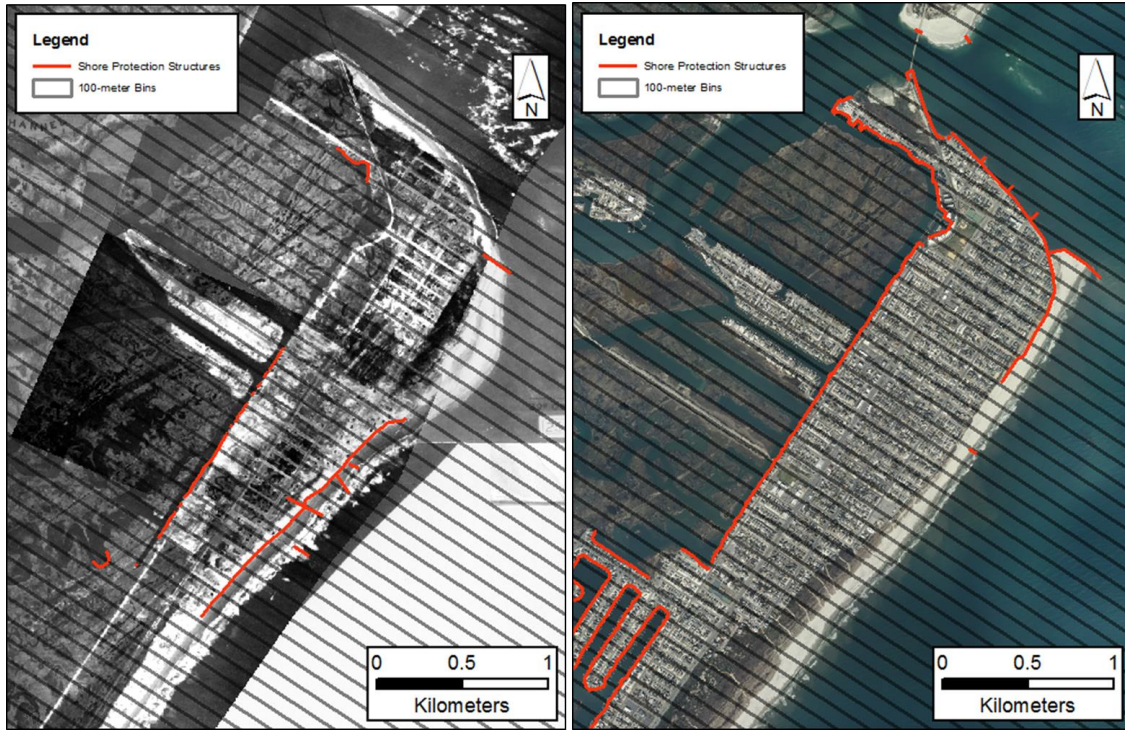 Legend
Shore Protection Structures
100-meter Bins
N
HANNE
0 0.5 1
Kilometers
Legend
Shore Protection Structures
100-meter Bins
N
0 0.5 1
Kilometers